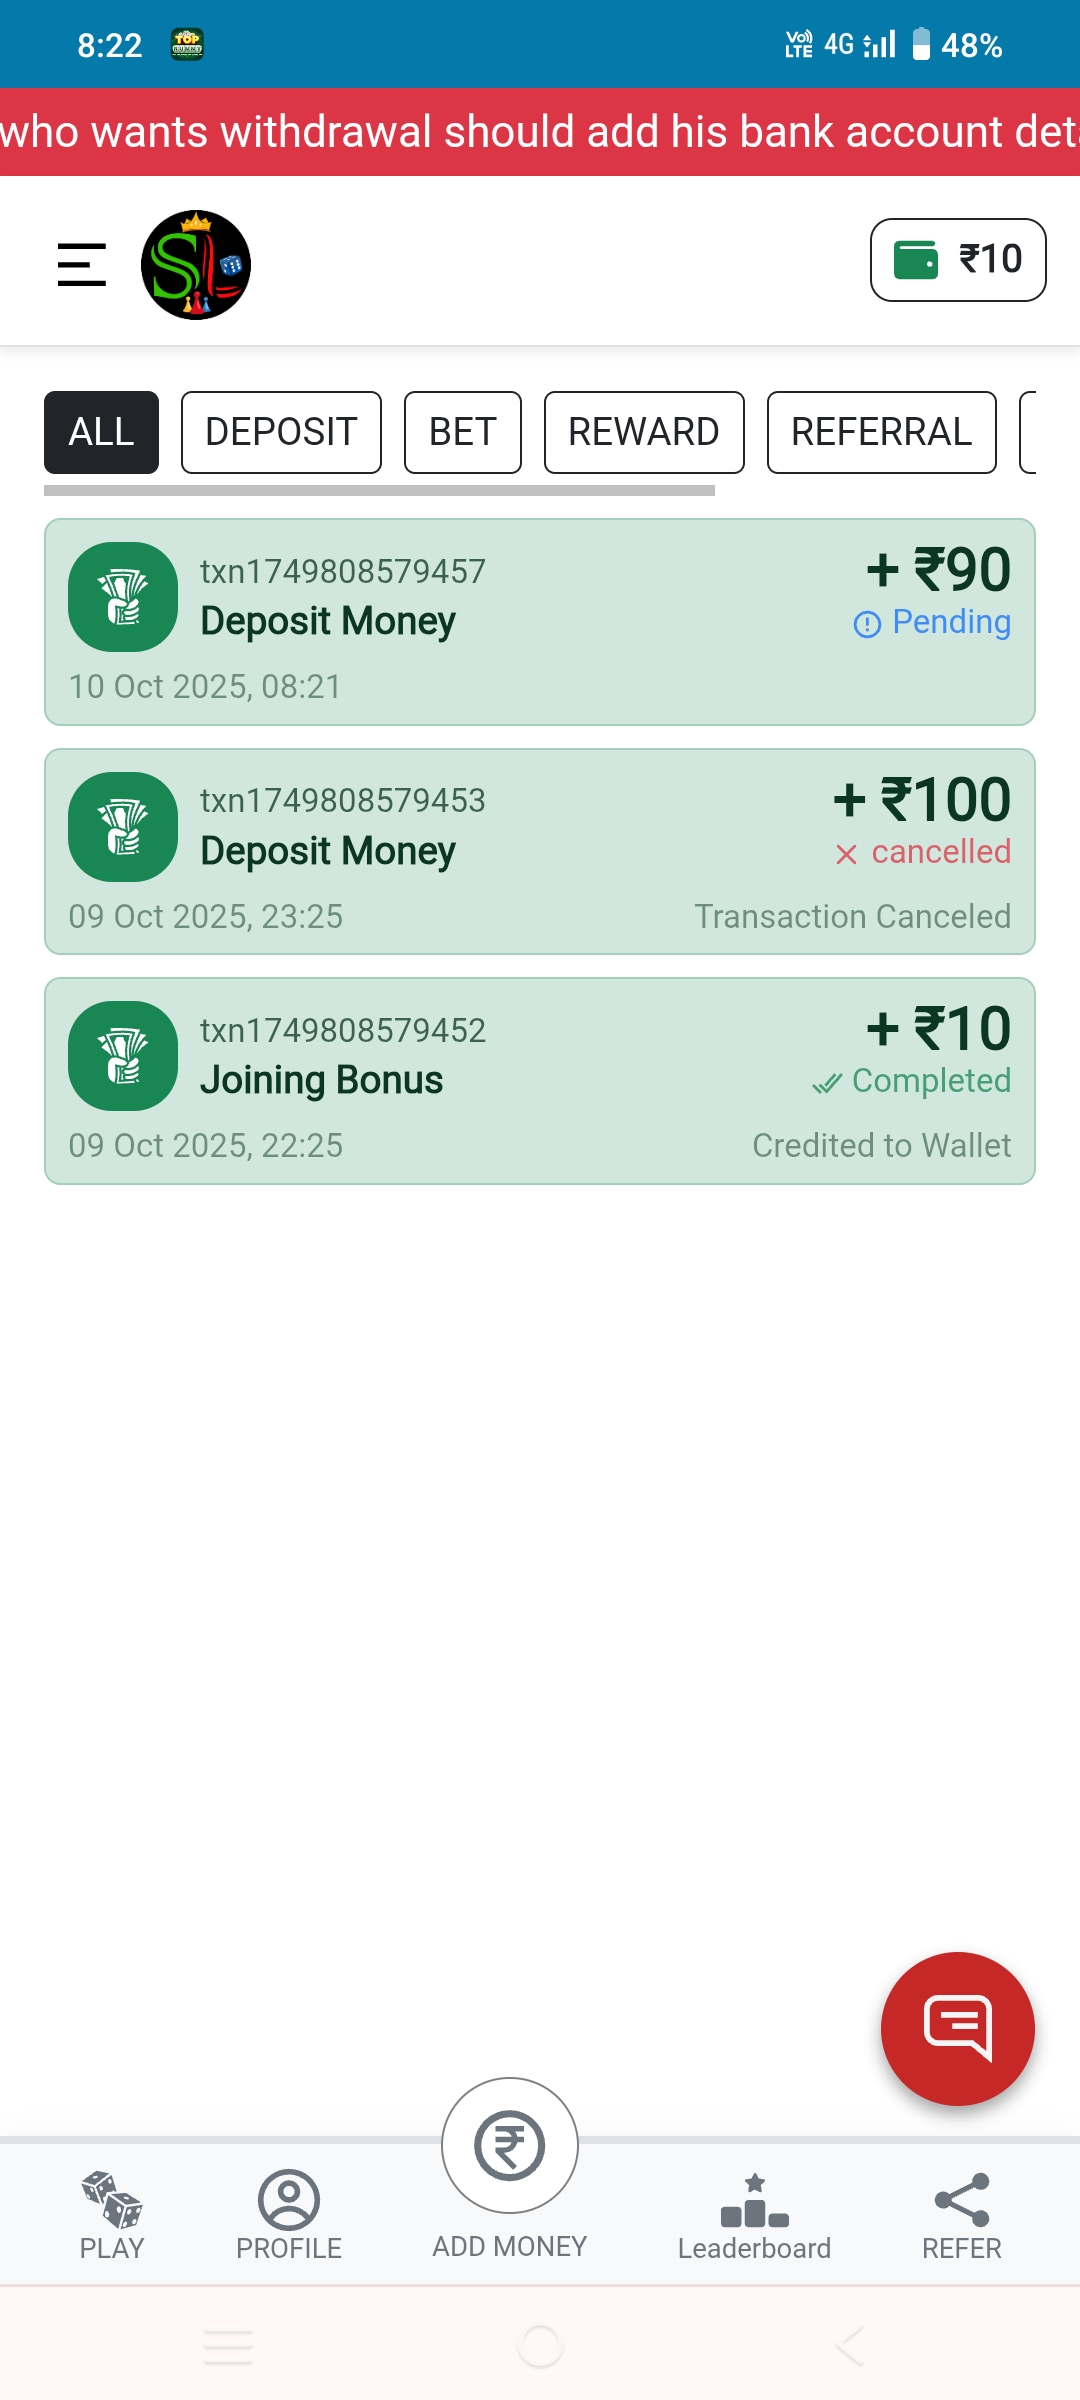 8:22
TOP
RUMMY
Vo)) LTE 4G 48%
who wants withdrawal should add his bank account det
SL
₹10
ALL DEPOSIT BET REWARD REFERRAL
txn1749808579457
+ ₹90
Deposit Money
Pending
10 Oct 2025, 08:21
txn1749808579453
+ ₹100
Deposit Money
cancelled
09 Oct 2025, 23:25
Transaction Canceled
txn1749808579452
+ ₹10
Joining Bonus
Completed
09 Oct 2025, 22:25
Credited to Wallet
₹
PLAY PROFILE ADD MONEY Leaderboard REFER